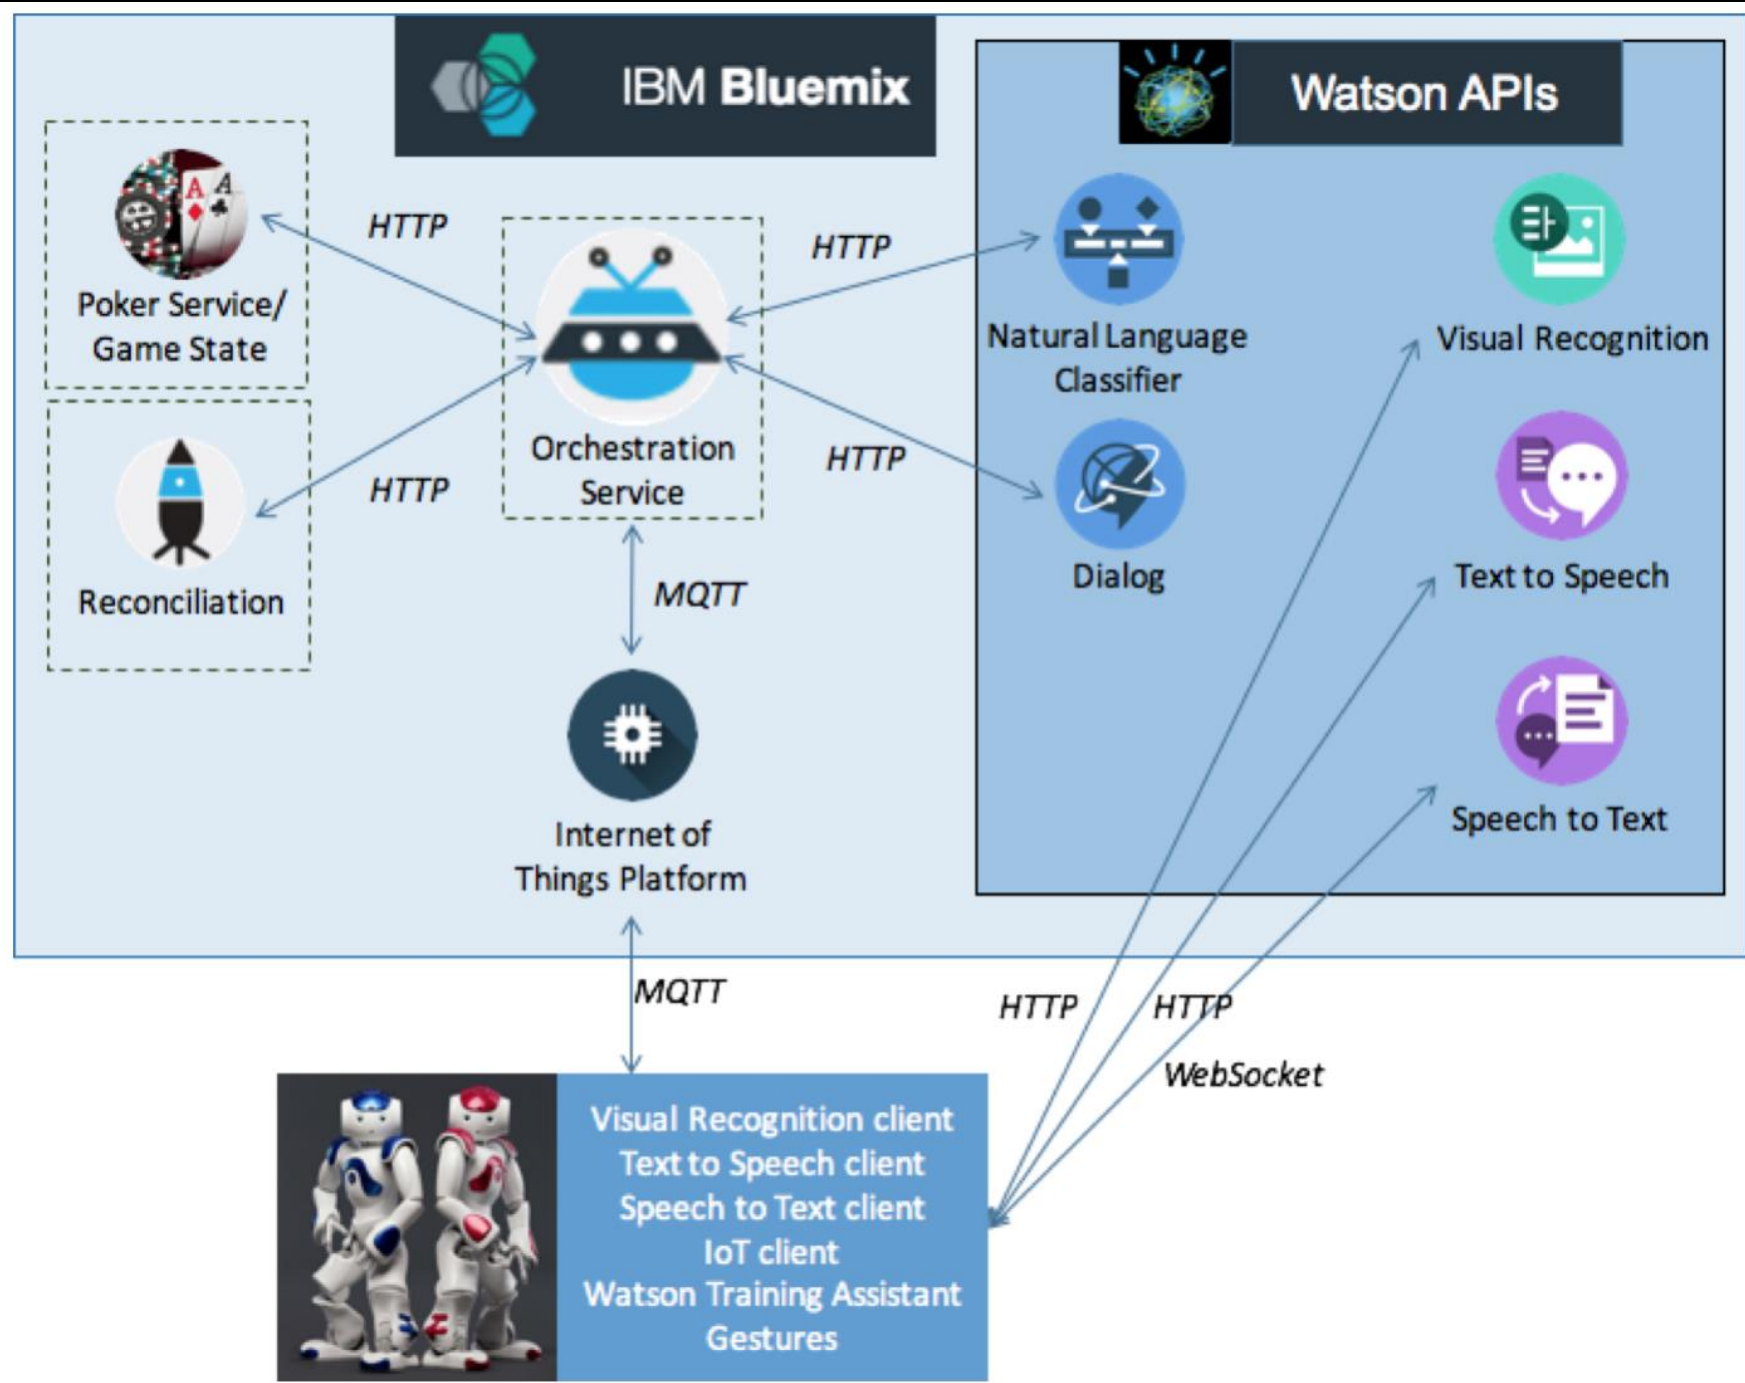 IBM Bluemix
Watson APIs
HTTP
Poker Service/
Game State
HTTP
Reconciliation
Orchestration
Service
HTTP
HTTP
Natural Language
Classifier
Dialog
Visual Recognition
Text to Speech
Speech to Text
MQTT
Internet of
Things Platform
MQTT
HTTP
HTTP
WebSocket
Visual Recognition client
Text to Speech client
Speech to Text client
IoT client
Watson Training Assistant
Gestures
A
A